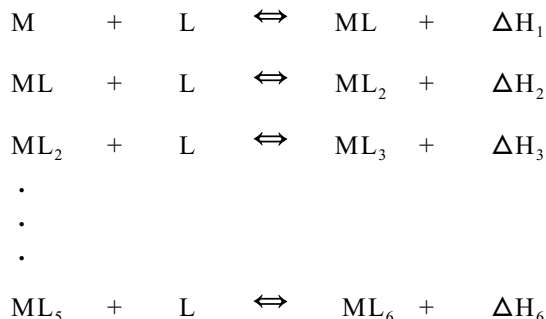 M + L ⇔ ML + ΔH₁
ML + L ⇔ ML₂ + ΔH₂
ML₂ + L ⇔ ML₃ + ΔH₃
.
.
.
ML₅ + L ⇔ ML₆ + ΔH₆